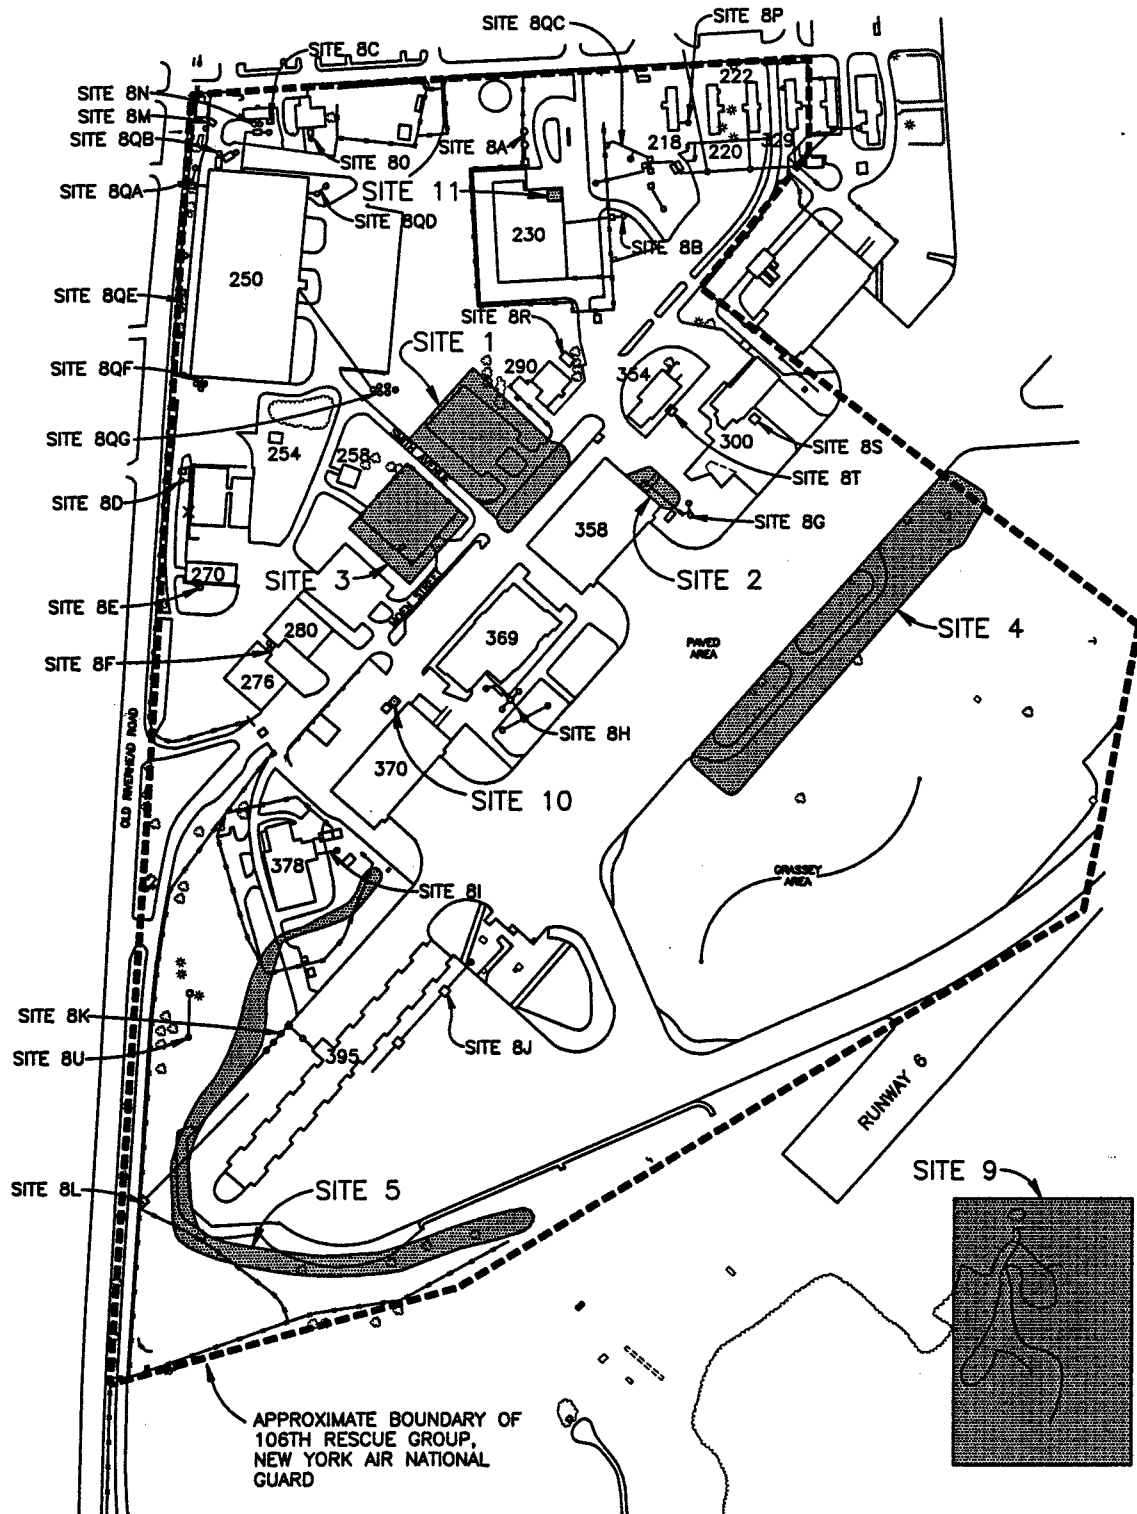 SITE 8QC
SITE 8P
SITE 8C
222
SITE 8N
SITE 8M
SITE 8QB
SITE 80
SITE 8A
218
220
329
SITE 8QA
SITE 11
SITE 8QD
230
SITE 8B
250
SITE 8QE
SITE 8R
SITE 1
290
354
SITE 8QF
SITE 8QG
254
258
SMITH AVENUE
300
SITE 8S
SITE 8T
SITE 8D
358
SITE 8G
270
SITE 3
SITE 2
SITE 8E
MOEN STREET
280
369
SITE 4
PAVED
AREA
SITE 8F
276
SITE 8H
OLD RIVERHEAD ROAD
370
SITE 10
378
SITE 8I
GRASSEY
AREA
SITE 8K
SITE 8U
395
SITE 8J
RUNWAY 6
SITE 8L
SITE 5
SITE 9
APPROXIMATE BOUNDARY OF
106TH RESCUE GROUP,
NEW YORK AIR NATIONAL
GUARD